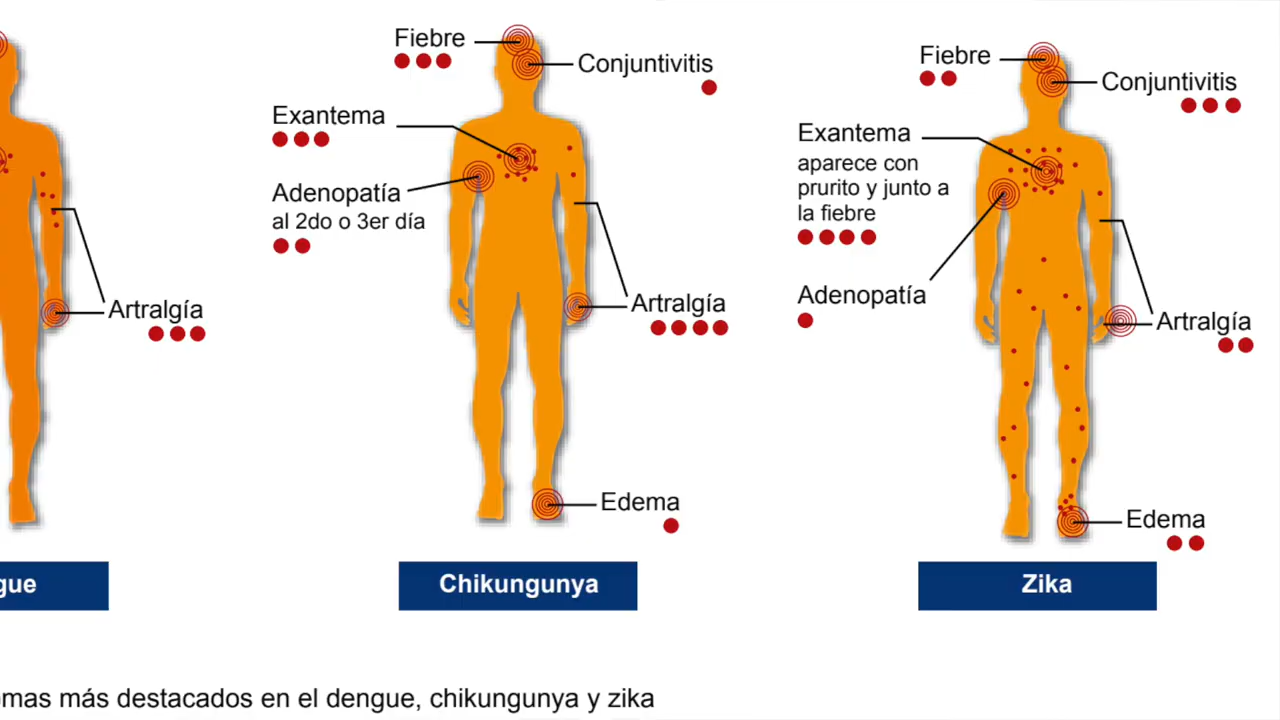 Artralgía
gue
Fiebre
Conjuntivitis
Exantema
Adenopatía
al 2do o 3er día
Artralgía
Edema
Chikungunya
Fiebre
Conjuntivitis
Exantema
aparece con
prurito y junto a
la fiebre
Adenopatía
Artralgía
Edema
Zika
omas más destacados en el dengue, chikungunya y zika